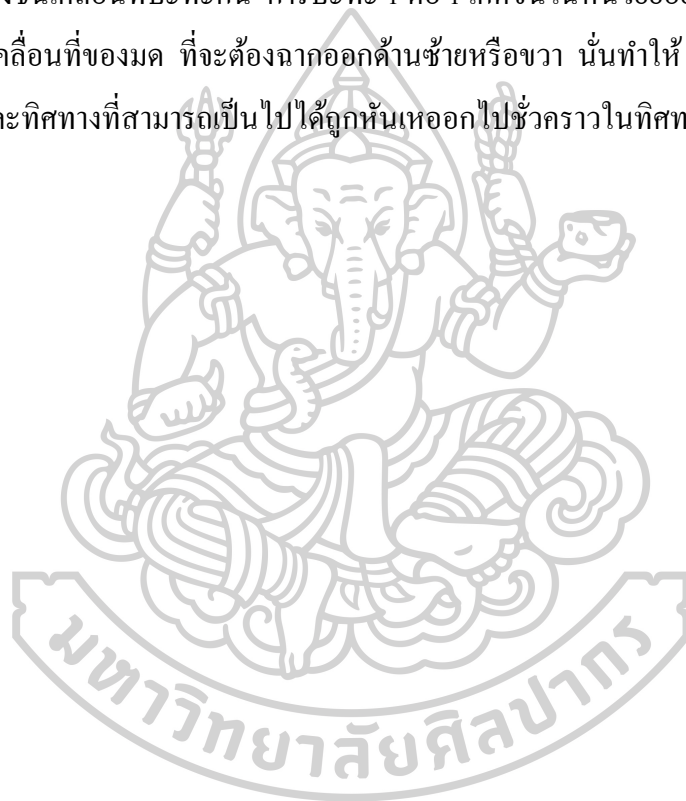 คลื่อนที่ของมด ที่จะต้องฉากออกด้านซ้ายหรือขวา นั่นทำให้
ละทิศทางที่สามารถเป็นไปได้ถูกหันเหออกไปชั่วคราวในทิศท
มหาวิทยาลัยศิลปากร